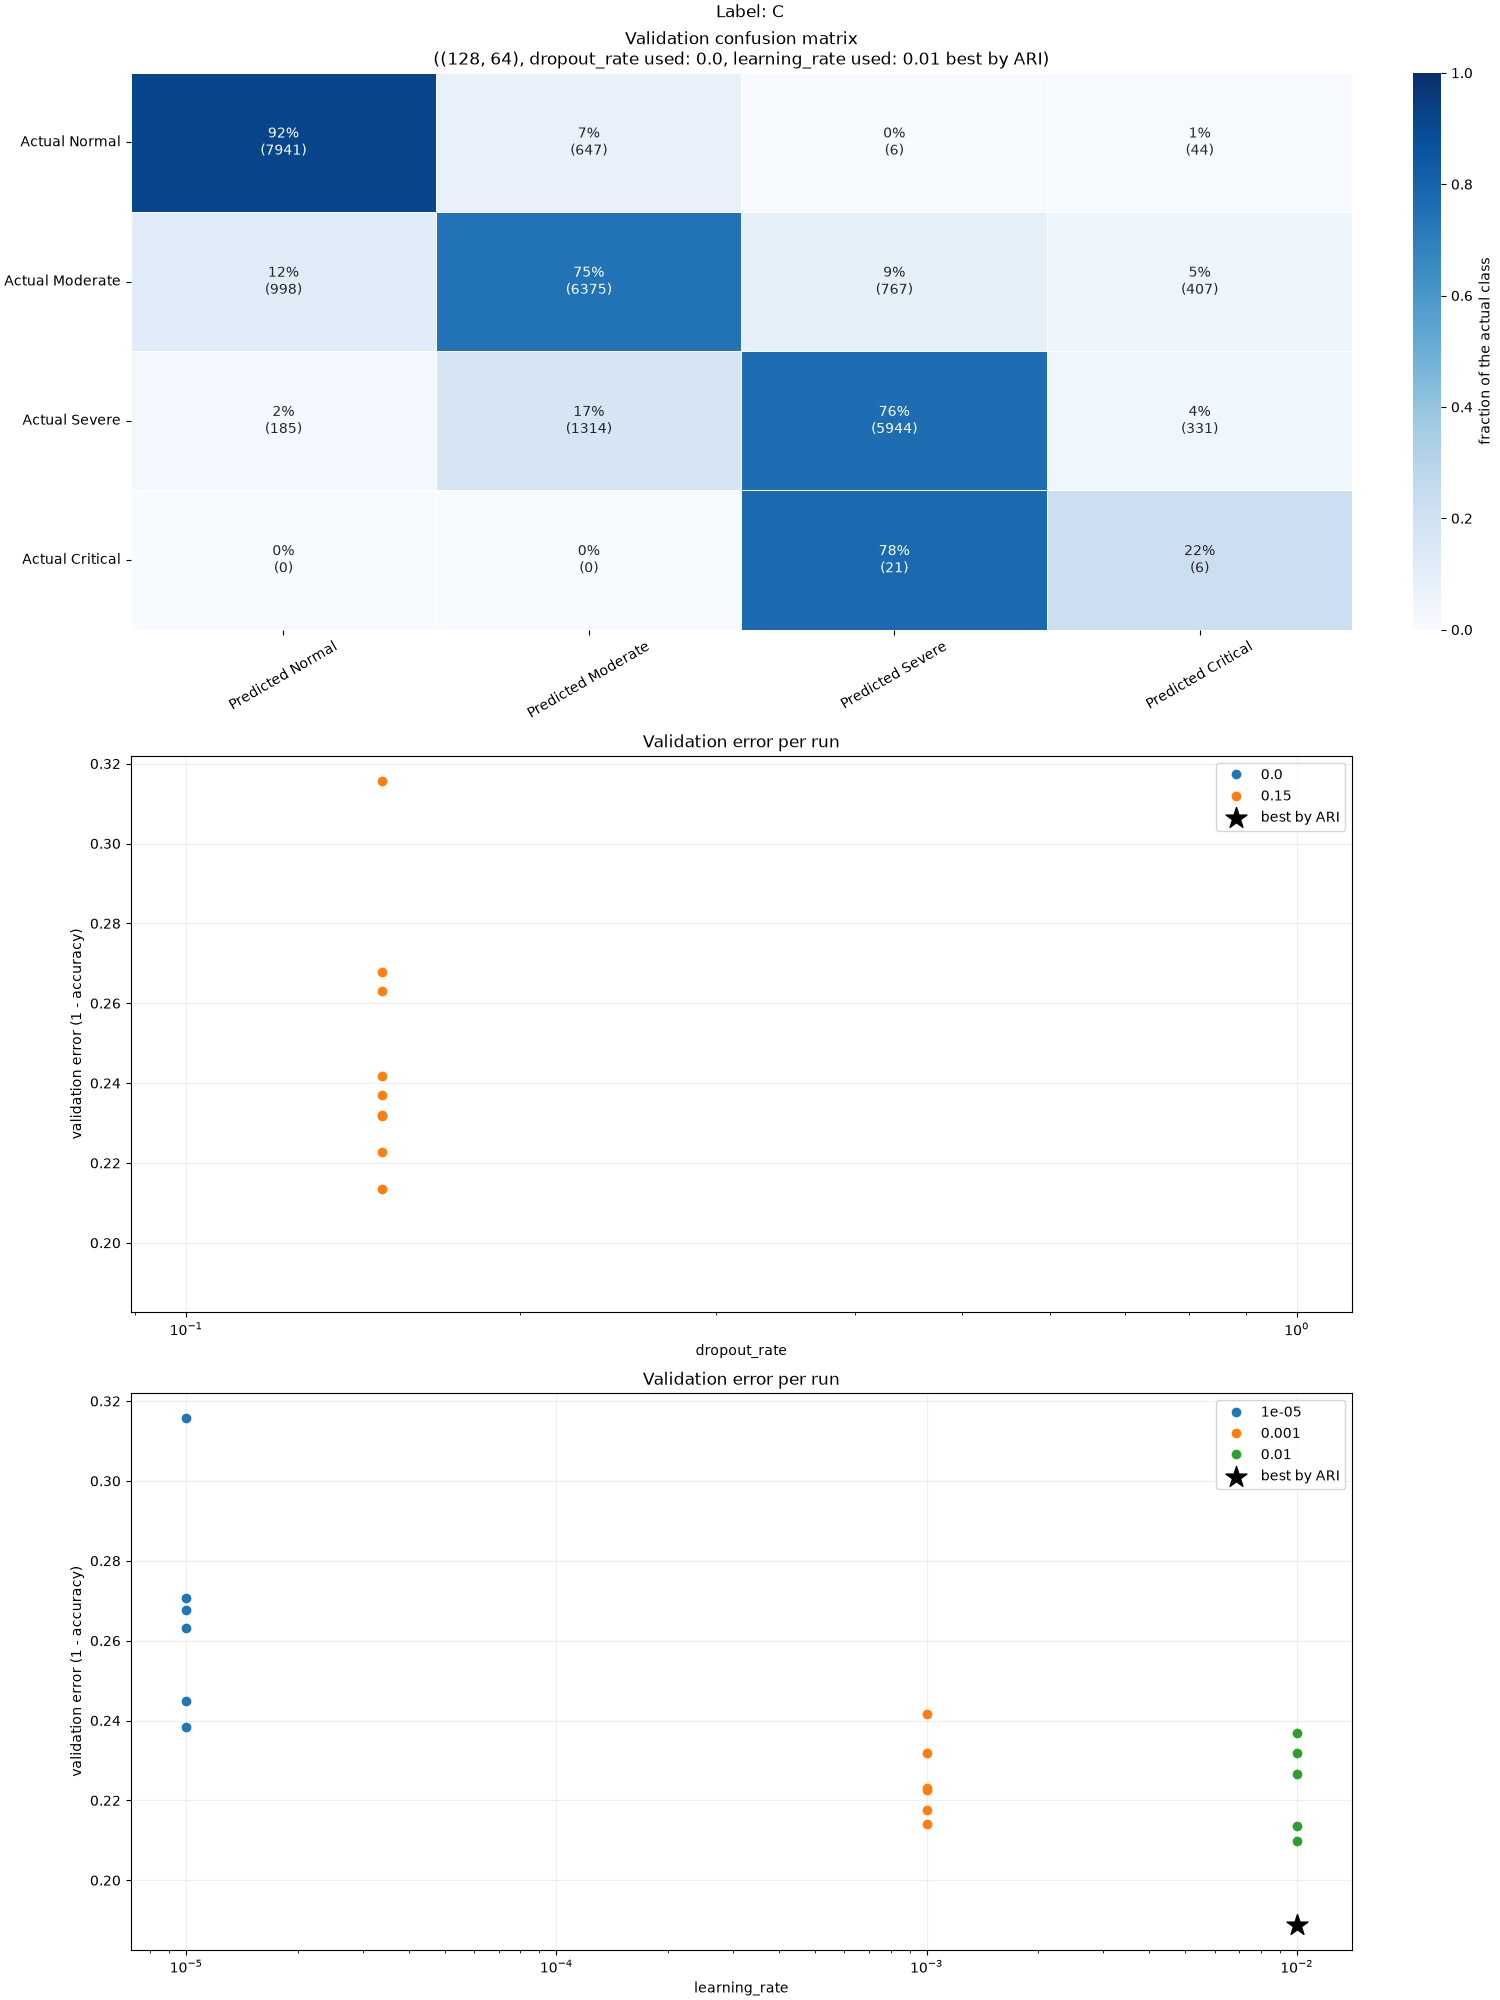 Label: C
Validation confusion matrix
((128, 64), dropout_rate used: 0.0, learning_rate used: 0.01 best by ARI)
Actual Normal
92%
(7941)
7%
(647)
0%
(6)
1%
(44)
Actual Moderate
12%
(998)
75%
(6375)
9%
(767)
5%
(407)
Actual Severe
2%
(185)
17%
(1314)
76%
(5944)
4%
(331)
Actual Critical
0%
(0)
0%
(0)
78%
(21)
22%
(6)
Predicted Normal
Predicted Moderate
Predicted Severe
Predicted Critical
1.0
0.8
0.6
0.4
0.2
0.0
fraction of the actual class
Validation error per run
0.32
0.30
0.28
0.26
0.24
0.22
0.20
validation error (1 - accuracy)
0.0
0.15
best by ARI
10⁻¹
10⁰
dropout_rate
Validation error per run
0.32
0.30
0.28
0.26
0.24
0.22
0.20
validation error (1 - accuracy)
1e-05
0.001
0.01
best by ARI
10⁻⁵
10⁻⁴
10⁻³
10⁻²
learning_rate